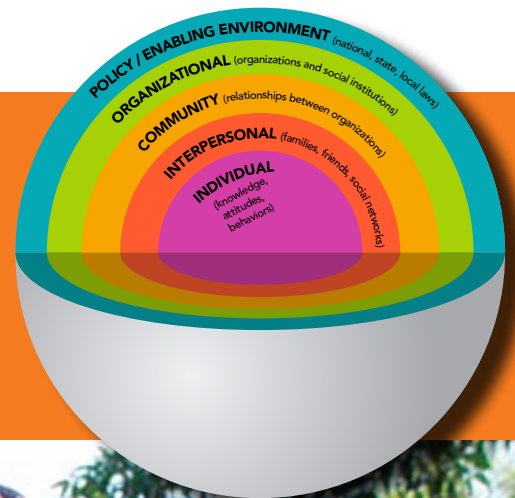 POLICY / ENABLING ENVIRONMENT (national, state, local laws)
ORGANIZATIONAL (organizations and social institutions)
COMMUNITY (relationships between organizations)
INTERPERSONAL (families, friends, social networks)
INDIVIDUAL
(knowledge,
attitudes,
behaviors)